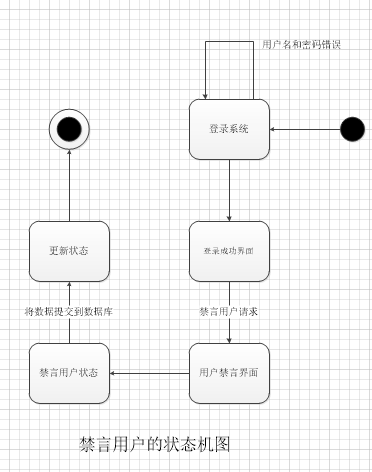 用户名和密码错误
登录系统
更新状态
登录成功界面
将数据提交到数据库
禁言用户请求
禁言用户状态
用户禁言界面
禁言用户的状态机图